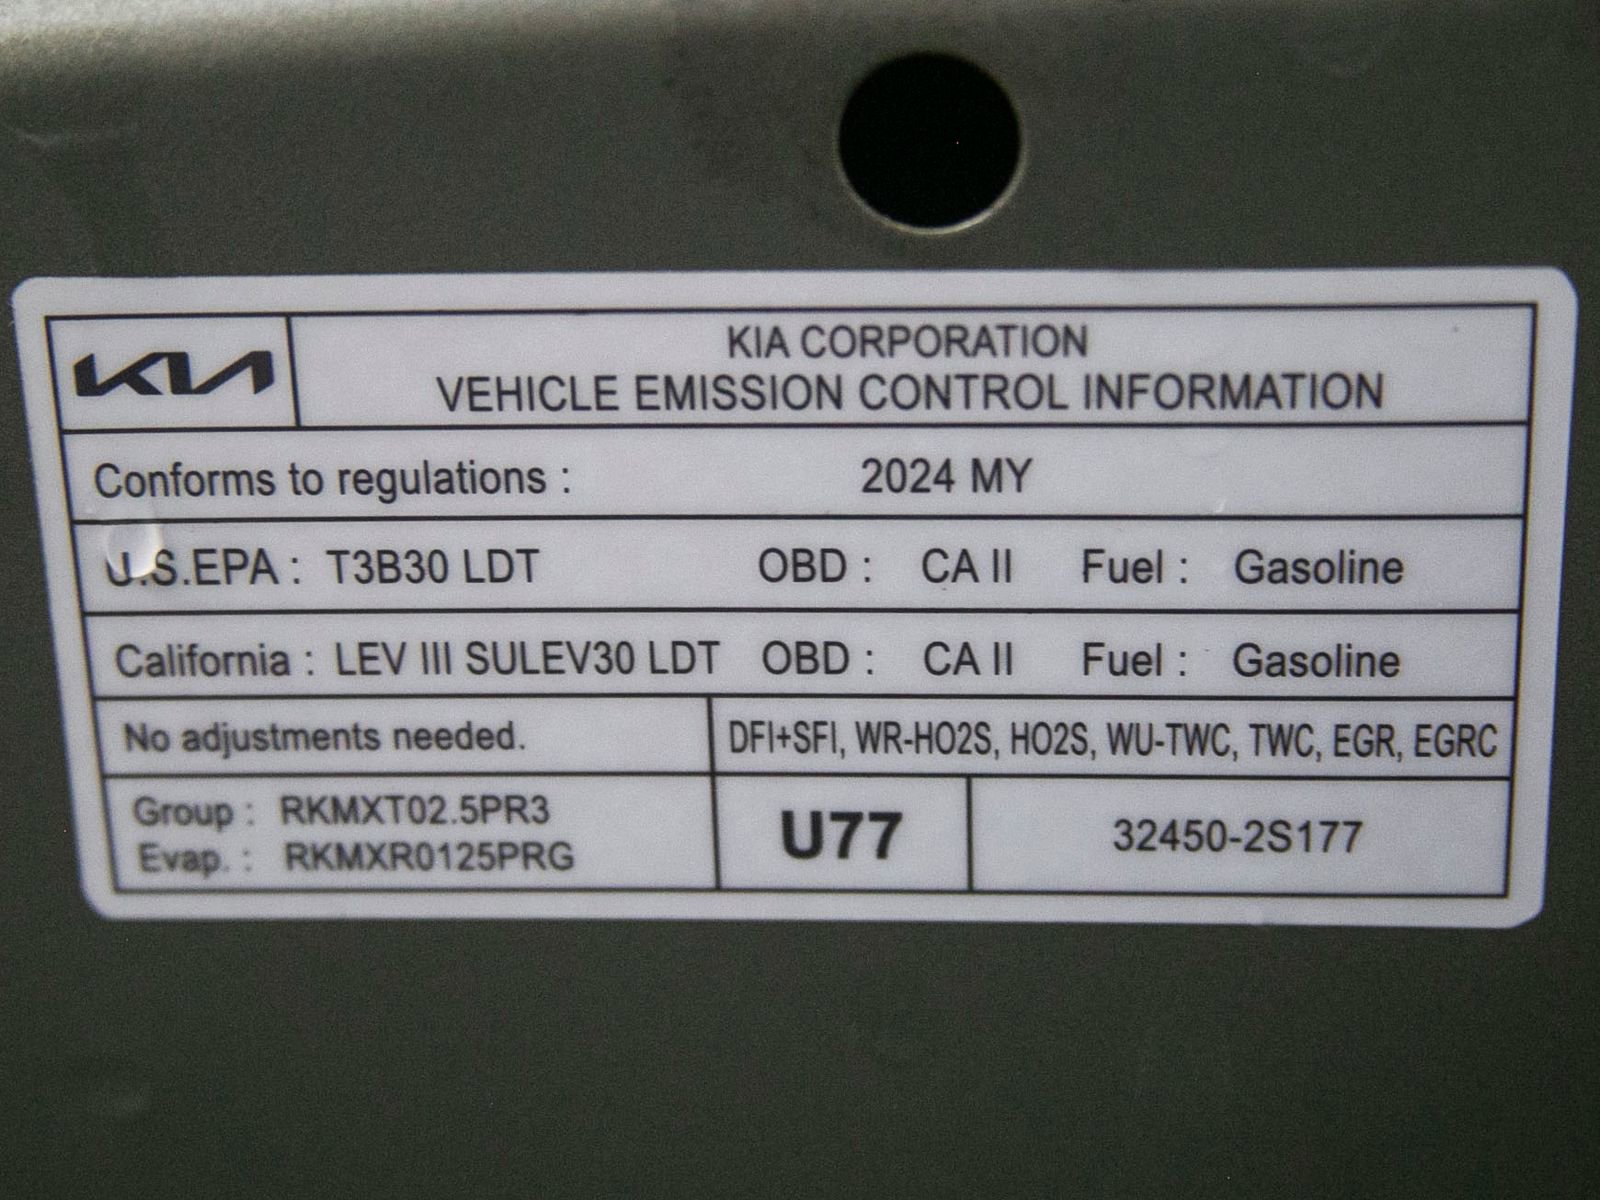 KIA
KIA CORPORATION
VEHICLE EMISSION CONTROL INFORMATION
Conforms to regulations : 2024 MY
U.S.EPA : T3B30 LDT OBD : CA II Fuel : Gasoline
California : LEV III SULEV30 LDT OBD : CA II Fuel : Gasoline
No adjustments needed. DFI+SFI, WR-HO2S, HO2S, WU-TWC, TWC, EGR, EGRC
Group : RKMXT02.5PR3
Evap. : RKMXR0125PRG
U77
32450-2S177